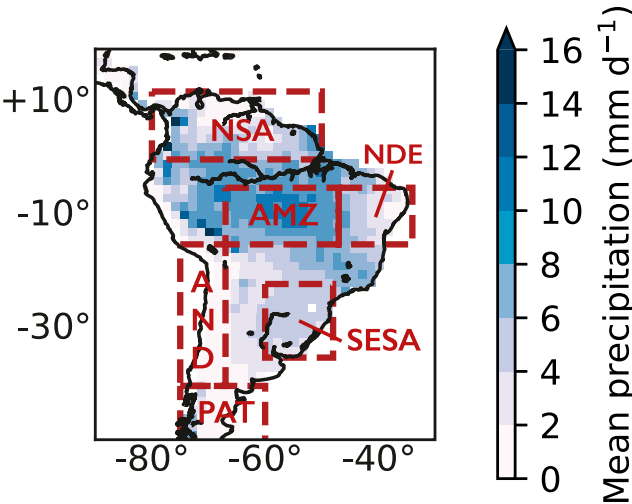 +10°
-10°
-30°
-80°
-60°
-40°
NSA
NDE
AMZ
A
N
D
SESA
PAT
16
14
12
10
8
6
4
2
0
Mean precipitation (mm d⁻¹)